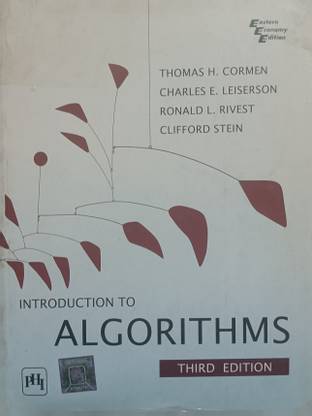 Eastern
Economy
Edition
THOMAS H. CORMEN
CHARLES E. LEISERSON
RONALD L. RIVEST
CLIFFORD STEIN
INTRODUCTION TO
ALGORITHMS
THIRD EDITION
PHI